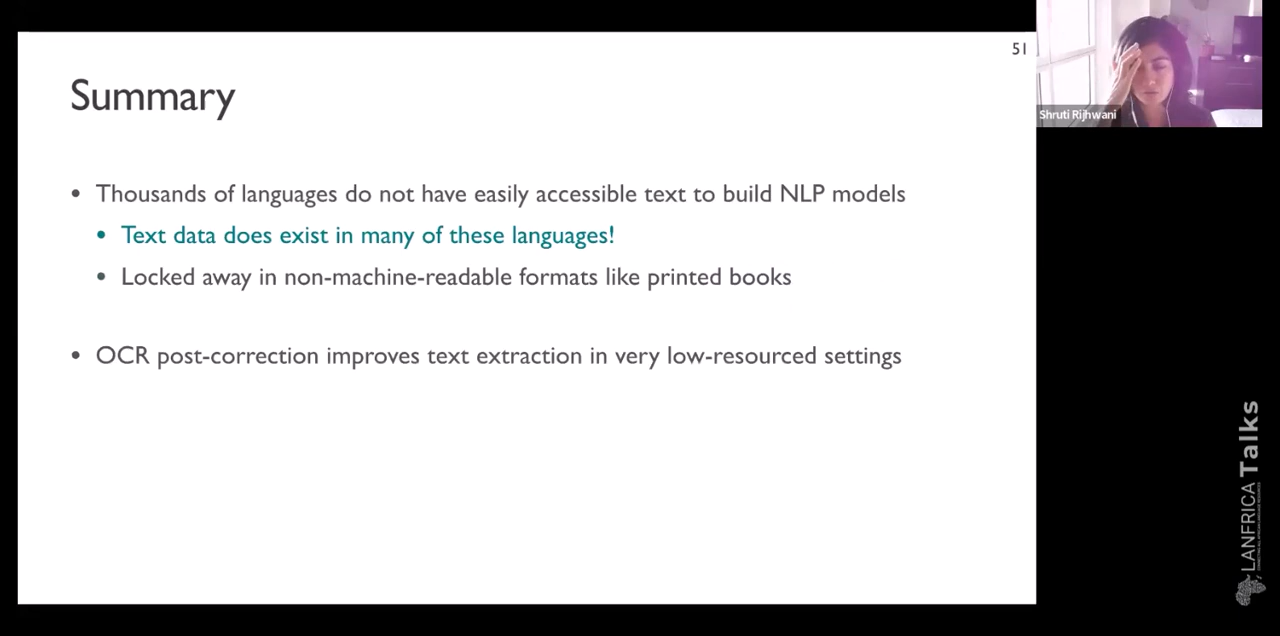 51
Summary
• Thousands of languages do not have easily accessible text to build NLP models
• Text data does exist in many of these languages!
• Locked away in non-machine-readable formats like printed books
• OCR post-correction improves text extraction in very low-resourced settings
Shruti Rijhwani
LANFRICA Talks